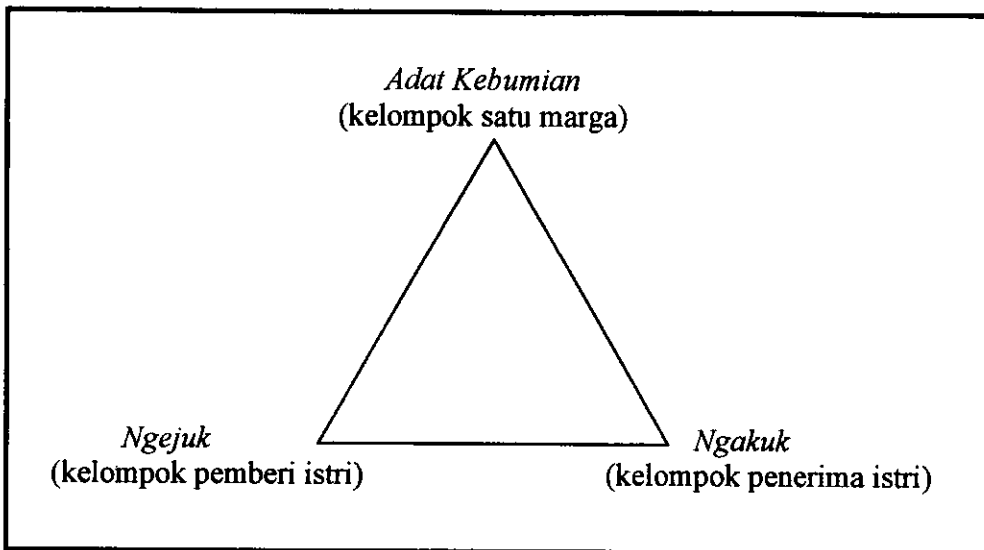 Adat Kebumian
(kelompok satu marga)
Ngejuk
(kelompok pemberi istri)
Ngakuk
(kelompok penerima istri)